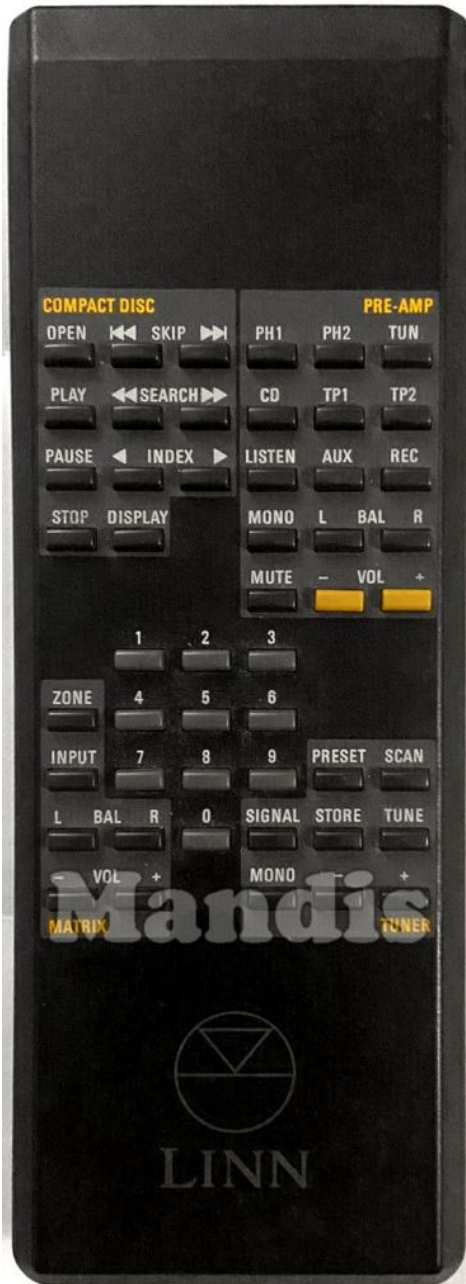 COMPACT DISC PRE-AMP
OPEN SKIP PH1 PH2 TUN
PLAY SEARCH CD TP1 TP2
PAUSE INDEX LISTEN AUX REC
STOP DISPLAY MONO L BAL R
MUTE - VOL +
1 2 3
ZONE 4 5 6
INPUT 7 8 9 PRESET SCAN
L BAL R 0 SIGNAL STORE TUNE
- VOL + MONO - +
Mandis
MATRIX TUNER
LINN